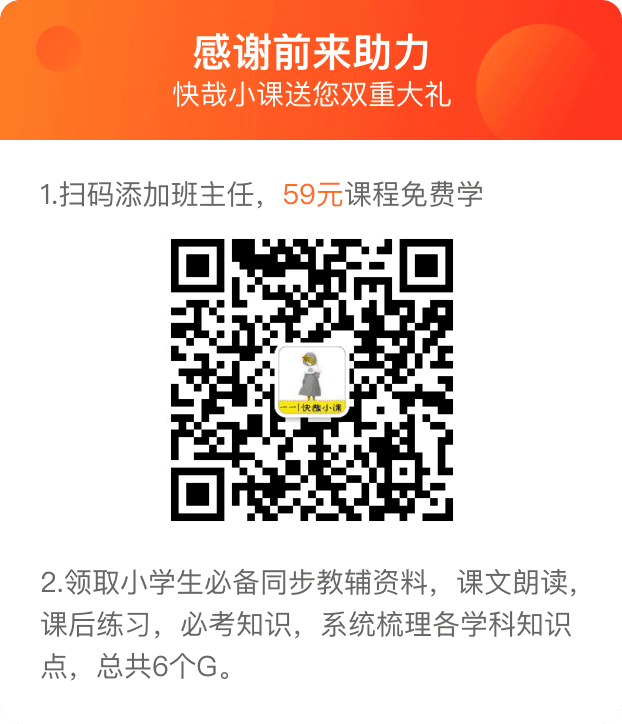 感谢前来助力
快哉小课送您双重大礼
1.扫码添加班主任，59元课程免费学
一一|快哉小课
2.领取小学生必备同步教辅资料，课文朗读，
课后练习，必考知识，系统梳理各学科知识
点，总共6个G。